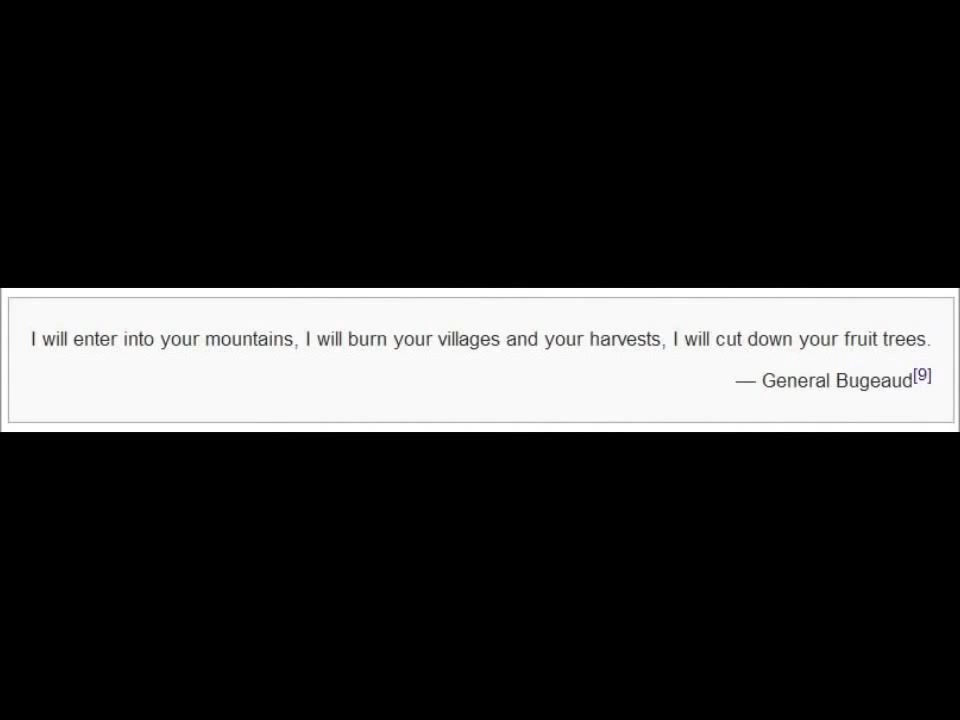 I will enter into your mountains, I will burn your villages and your harvests, I will cut down your fruit trees.
— General Bugeaud[9]